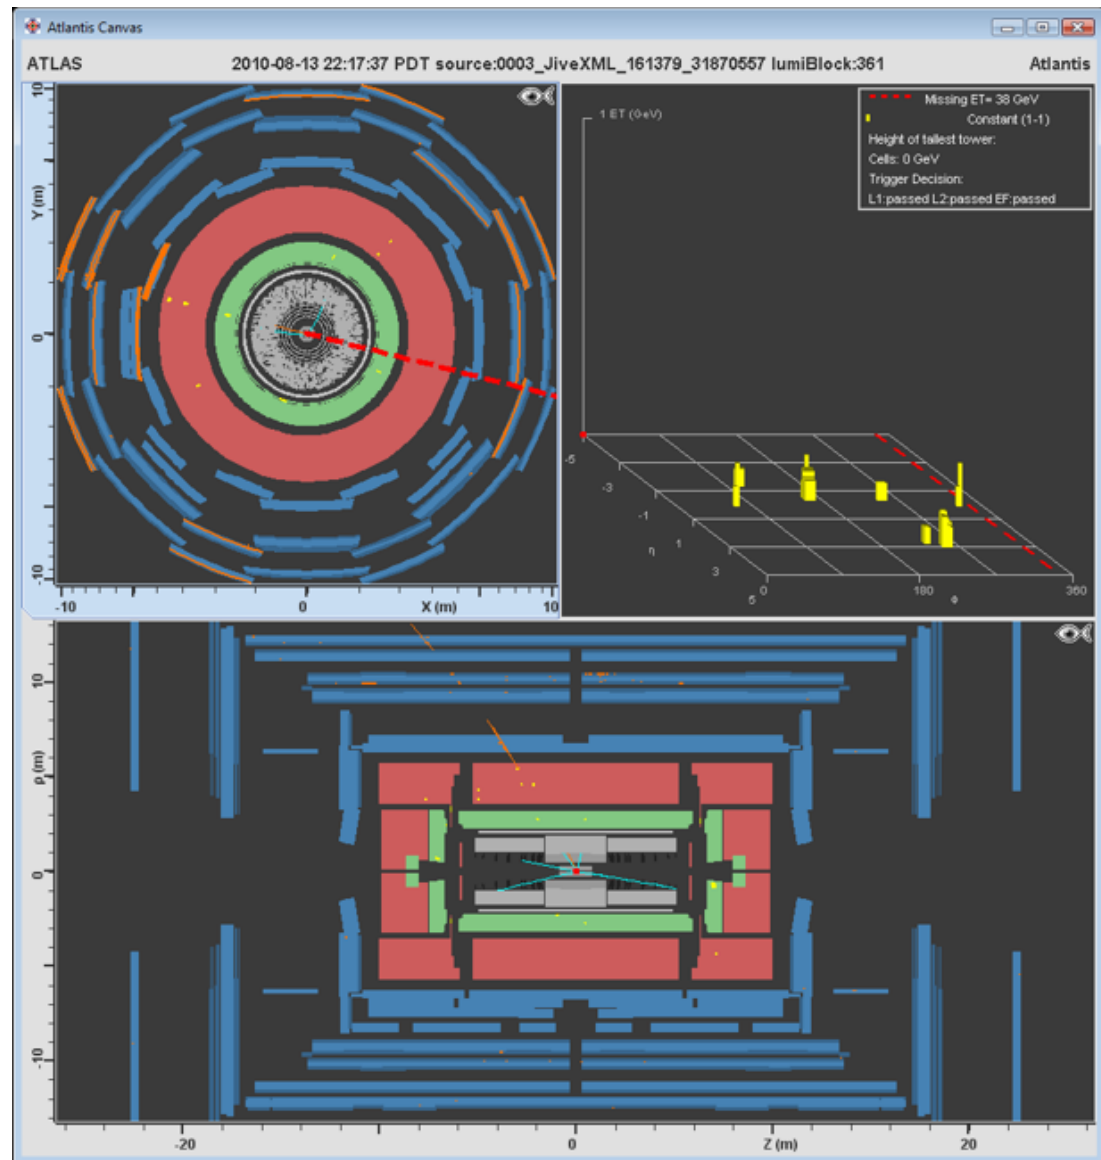 Atlantis Canvas
ATLAS 2010-08-13 22:17:37 PDT source:0003_JiveXML_161379_31870557 lumiBlock:361 Atlantis
10
Y (m)
0
-10
-10 0 X (m) 10
1 ET (GeV)
Missing ET= 38 GeV
Constant (1-1)
Height of tallest tower:
Cells: 0 GeV
Trigger Decision:
L1:passed L2:passed EF:passed
-5
-3
-1
η 1
3
5 0 180 Φ 360
10
ρ (m)
0
-10
-20 0 Z (m) 20